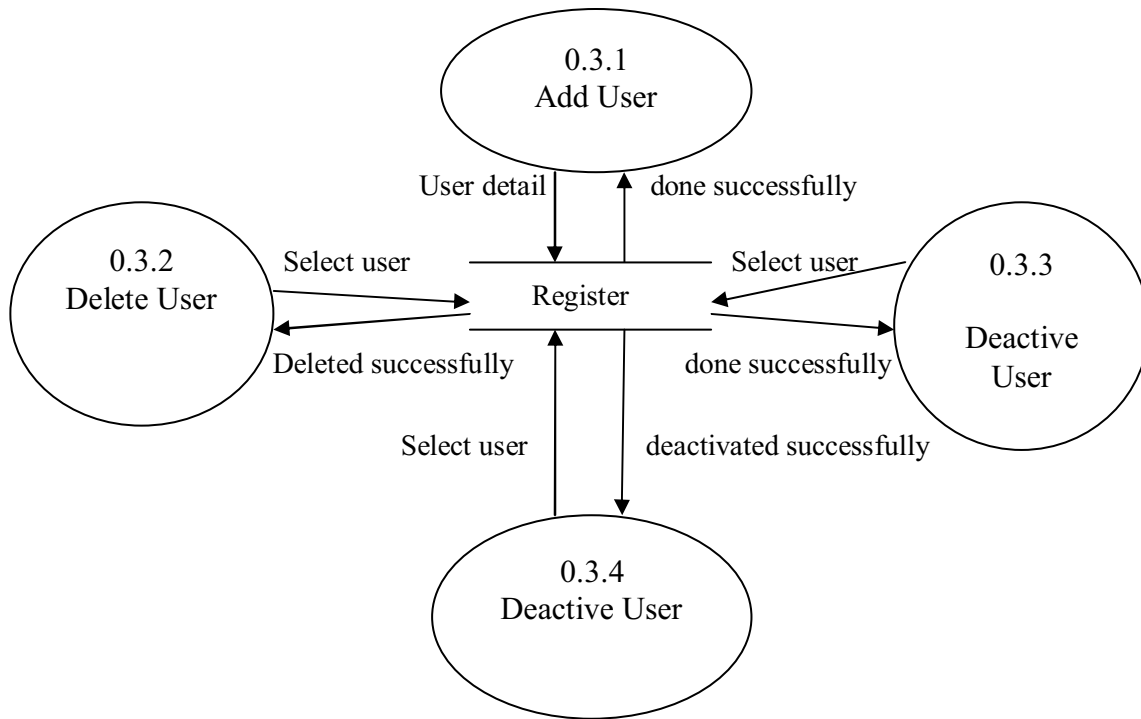 0.3.1
Add User
User detail
done successfully
0.3.2
Delete User
Select user
Register
Select user
0.3.3
Deactive
User
Deleted successfully
done successfully
Select user
deactivated successfully
0.3.4
Deactive User